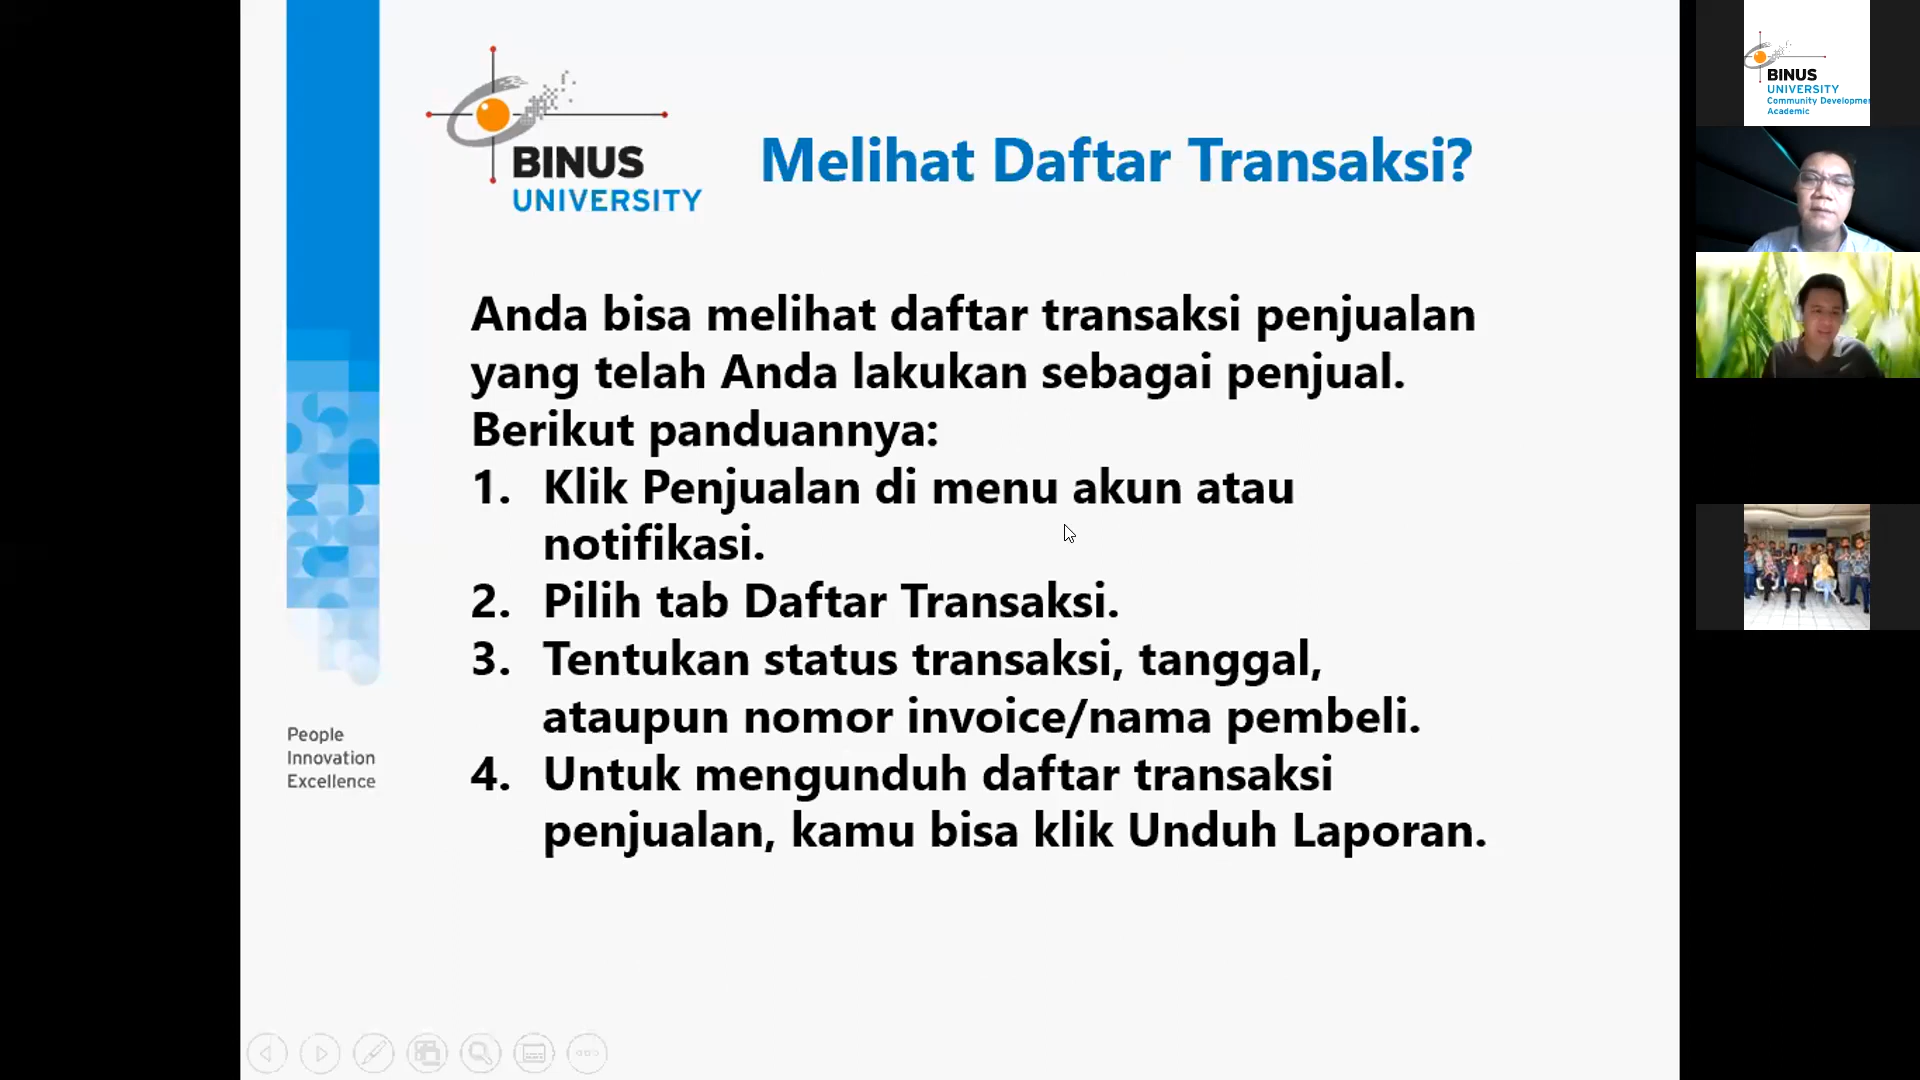 BINUS
UNIVERSITY
Melihat Daftar Transaksi?
Anda bisa melihat daftar transaksi penjualan
yang telah Anda lakukan sebagai penjual.
Berikut panduannya:
1. Klik Penjualan di menu akun atau
notifikasi.
2. Pilih tab Daftar Transaksi.
3. Tentukan status transaksi, tanggal,
ataupun nomor invoice/nama pembeli.
4. Untuk mengunduh daftar transaksi
penjualan, kamu bisa klik Unduh Laporan.
People
Innovation
Excellence
BINUS
UNIVERSITY
Community Developmen
Academic